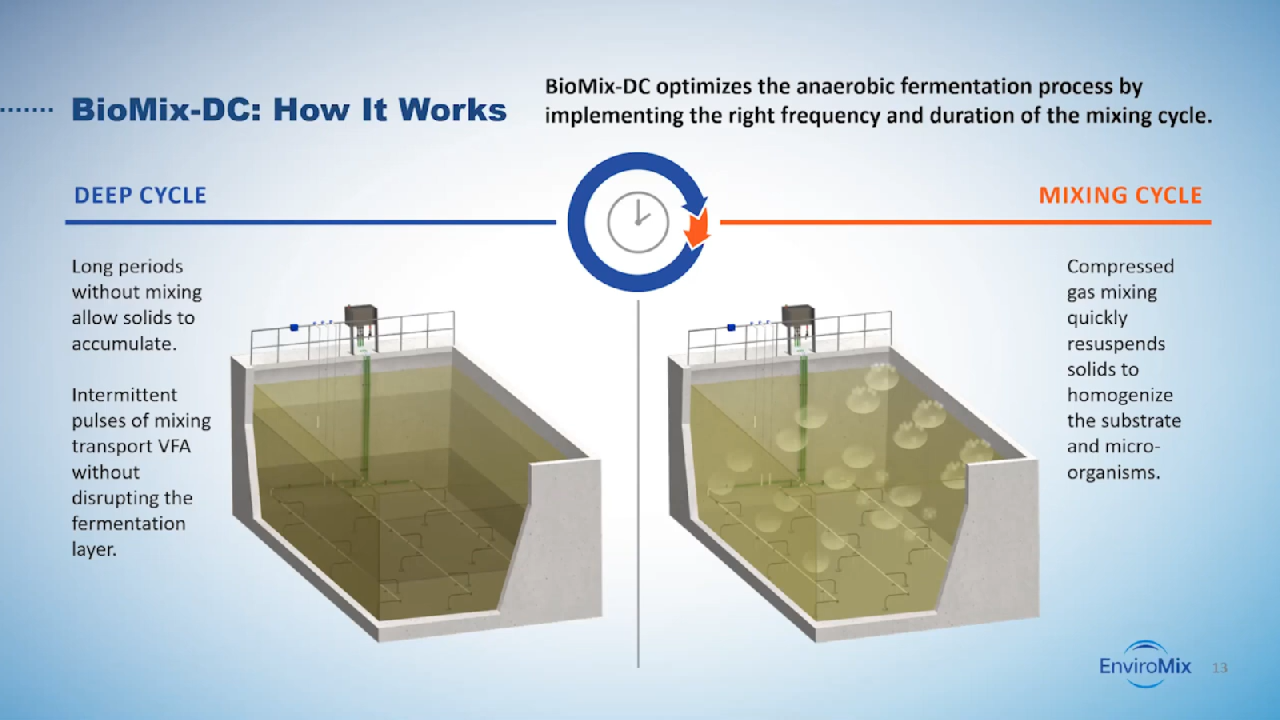 BioMix-DC: How It Works
BioMix-DC optimizes the anaerobic fermentation process by
implementing the right frequency and duration of the mixing cycle.
DEEP CYCLE
Long periods
without mixing
allow solids to
accumulate.
Intermittent
pulses of mixing
transport VFA
without
disrupting the
fermentation
layer.
MIXING CYCLE
Compressed
gas mixing
quickly
resuspends
solids to
homogenize
the substrate
and micro-
organisms.
EnviroMix
13